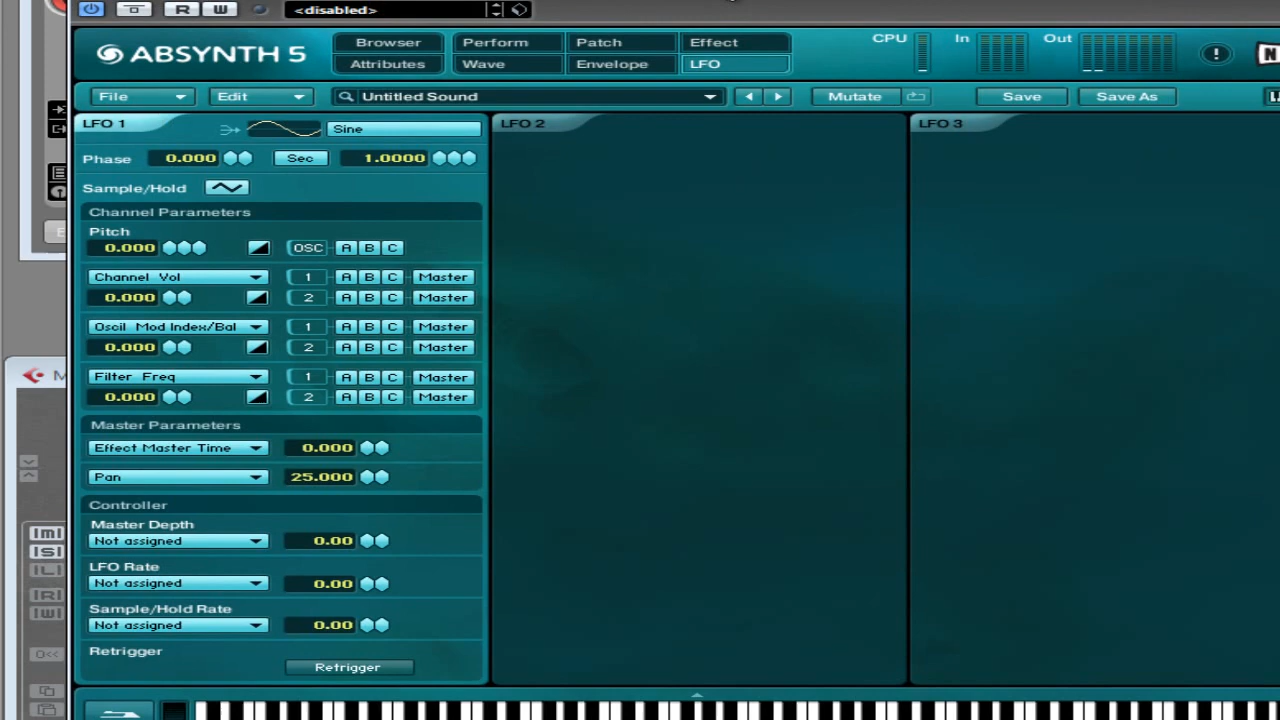 R W <disabled>
ABSYNTH 5
Browser Perform Patch Effect
Attributes Wave Envelope LFO
CPU In Out
!
N
File Edit Untitled Sound Mutate Save Save As
LFO 1 Sine
LFO 2
LFO 3
Phase 0.000 Sec 1.0000
Sample/Hold
Channel Parameters
Pitch
0.000 OSC A B C
Channel Vol 1 A B C Master
0.000 2 A B C Master
Oscil Mod Index/Bal 1 A B C Master
0.000 2 A B C Master
Filter Freq 1 A B C Master
0.000 2 A B C Master
Master Parameters
Effect Master Time 0.000
Pan 25.000
Controller
Master Depth
Not assigned 0.00
LFO Rate
Not assigned 0.00
Sample/Hold Rate
Not assigned 0.00
Retrigger
Retrigger
M
[M]
[S]
[L]
[R]
[W]
0<<